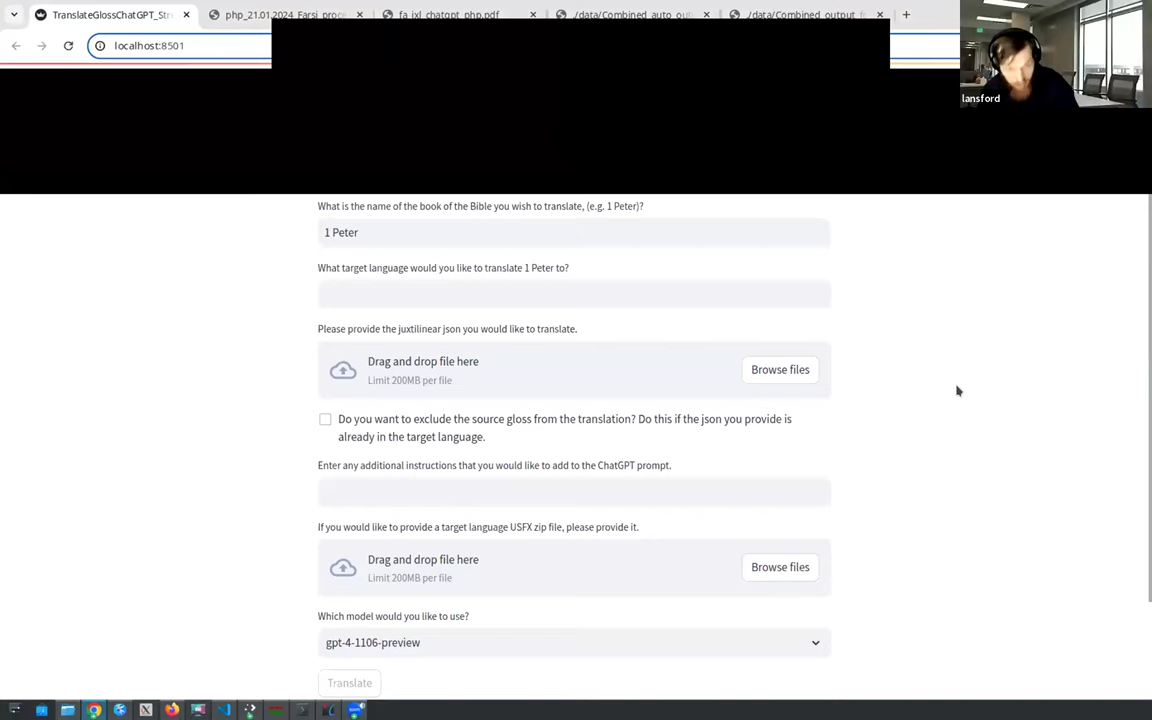 TranslateGlossChatGPT_Str
php_21.01.2024_Farsi_proce
fa_jxl_chatgpt_php.pdf
./data/Combined_auto_out
./data/Combined_output_f
localhost:8501
lansford
What is the name of the book of the Bible you wish to translate, (e.g. 1 Peter)?
1 Peter
What target language would you like to translate 1 Peter to?
Please provide the juxtilinear json you would like to translate.
Drag and drop file here
Limit 200MB per file
Browse files
Do you want to exclude the source gloss from the translation? Do this if the json you provide is
already in the target language.
Enter any additional instructions that you would like to add to the ChatGPT prompt.
If you would like to provide a target language USFX zip file, please provide it.
Drag and drop file here
Limit 200MB per file
Browse files
Which model would you like to use?
gpt-4-1106-preview
Translate